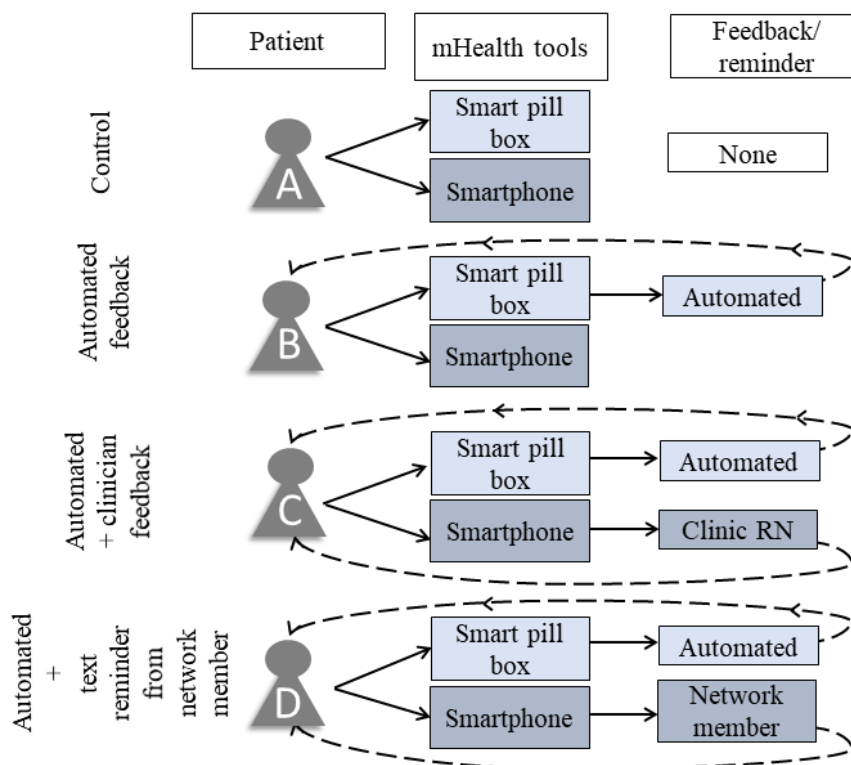 Patient
mHealth tools
Feedback/
reminder
Control
A
Smart pill
box
Smartphone
None
Automated
feedback
B
Smart pill
box
Smartphone
Automated
Automated
+ clinician
feedback
C
Smart pill
box
Smartphone
Automated
Clinic RN
Automated
+
text
reminder
from
network
member
D
Smart pill
box
Smartphone
Automated
Network
member